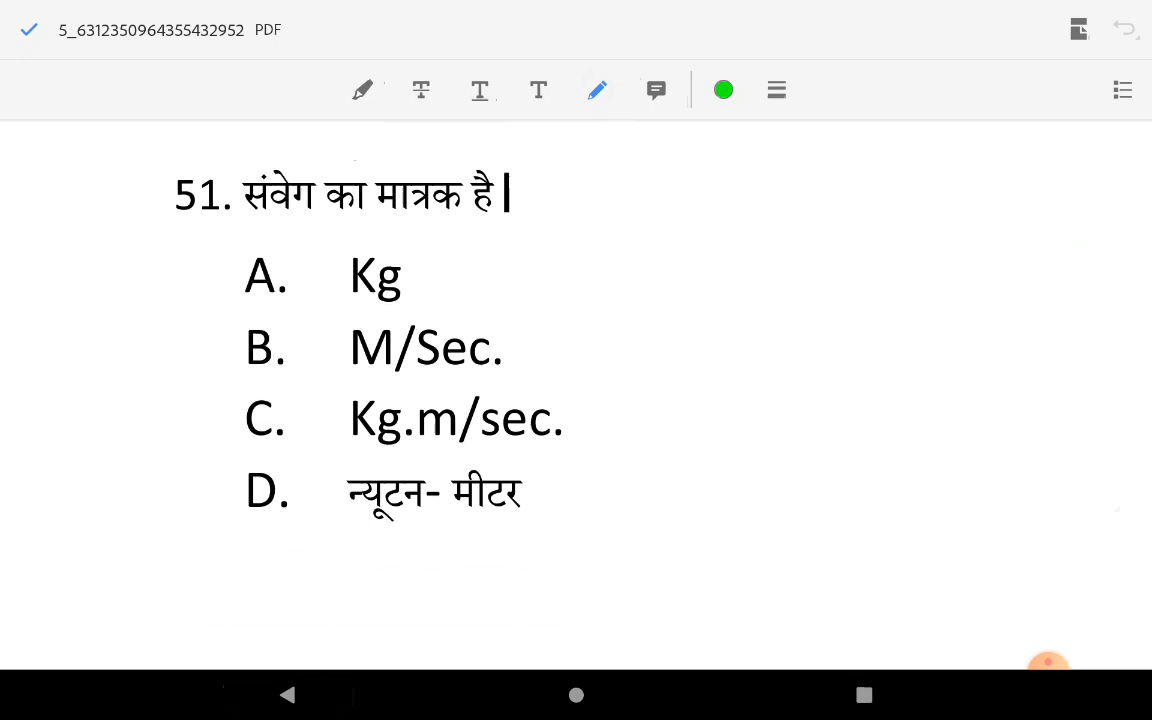 5_6312350964355432952 PDF
51. संवेग का मात्रक है|
A. Kg
B. M/Sec.
C. Kg.m/sec.
D. न्यूटन- मीटर